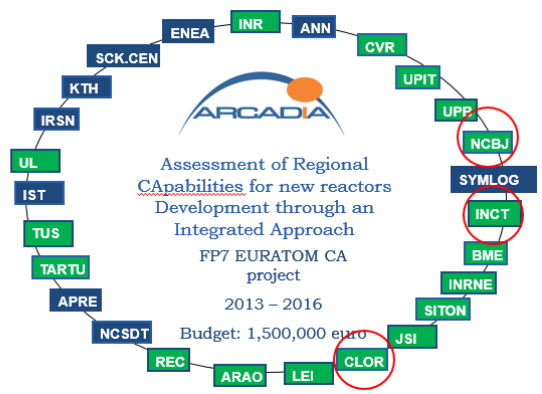 INR
ANN
CVR
UPIT
UPB
NCBJ
SYMLOG
INCT
BME
INRNE
SITON
JSI
CLOR
LEI
ARAO
REC
NCSDT
APRE
TARTU
TUS
IST
UL
IRSN
KTH
SCK.CEN
ENEA
ARCADIA
Assessment of Regional
CApabilities for new reactors
Development through an
Integrated Approach
FP7 EURATOM CA
project
2013 – 2016
Budget: 1,500,000 euro